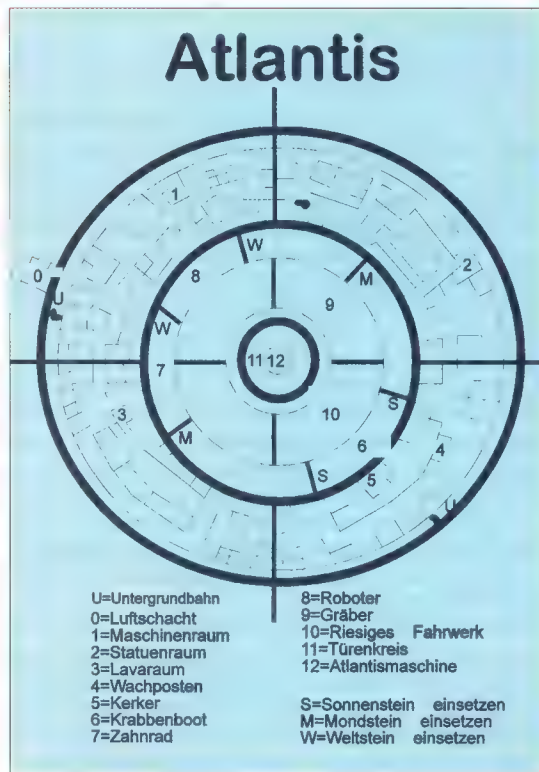 Atlantis
1
W
8
M
2
0
U
9
W
11 12
7
S
3
10
M
6
4
S
5
U
U=Untergrundbahn
0=Luftschacht
1=Maschinenraum
2=Statuenraum
3=Lavaraum
4=Wachposten
5=Kerker
6=Krabbenboot
7=Zahnrad
8=Roboter
9=Gräber
10=Riesiges Fahrwerk
11=Türenkreis
12=Atlantismaschine
S=Sonnenstein einsetzen
M=Mondstein einsetzen
W=Weltstein einsetzen